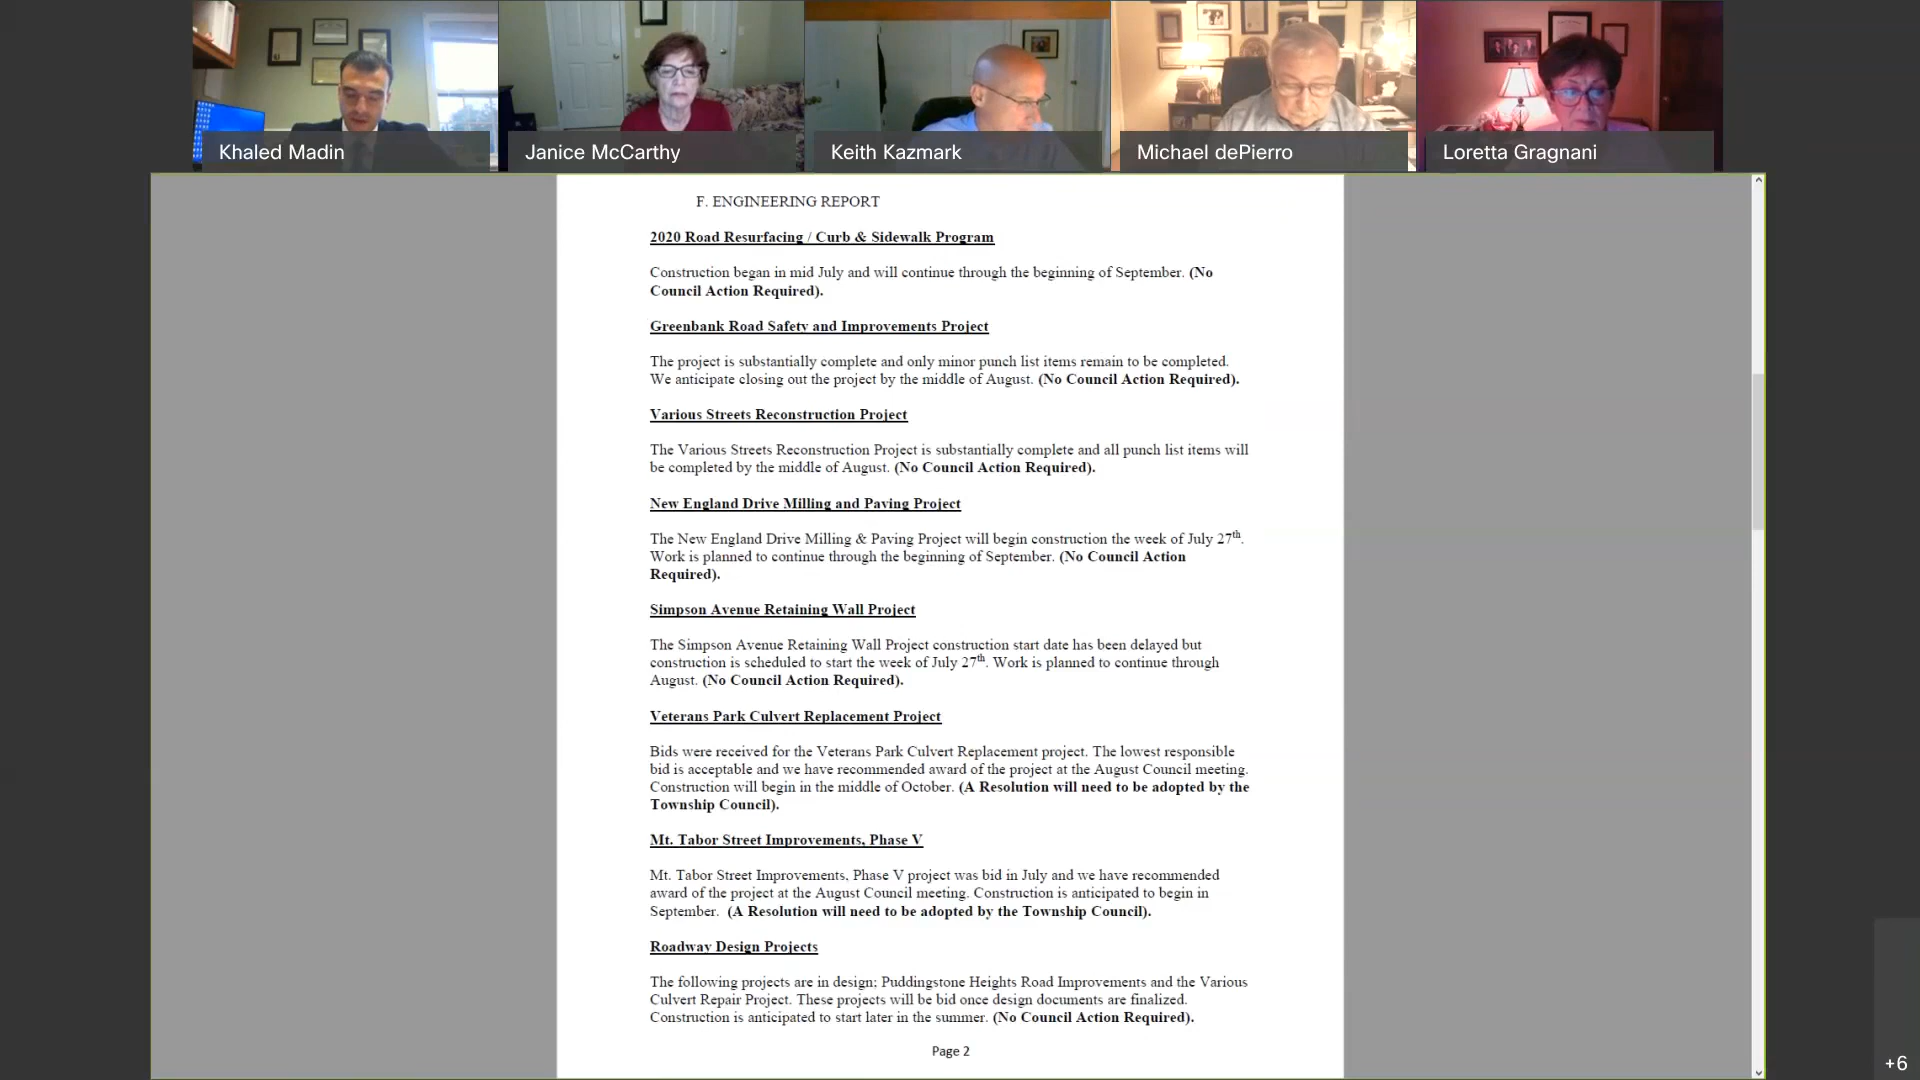 Khaled Madin
Janice McCarthy
Keith Kazmark
Michael dePierro
Loretta Gragnani
F. ENGINEERING REPORT
2020 Road Resurfacing / Curb & Sidewalk Program
Construction began in mid July and will continue through the beginning of September. (No
Council Action Required).
Greenbank Road Safety and Improvements Project
The project is substantially complete and only minor punch list items remain to be completed.
We anticipate closing out the project by the middle of August. (No Council Action Required).
Various Streets Reconstruction Project
The Various Streets Reconstruction Project is substantially complete and all punch list items will
be completed by the middle of August. (No Council Action Required).
New England Drive Milling and Paving Project
The New England Drive Milling & Paving Project will begin construction the week of July 27th.
Work is planned to continue through the beginning of September. (No Council Action
Required).
Simpson Avenue Retaining Wall Project
The Simpson Avenue Retaining Wall Project construction start date has been delayed but
construction is scheduled to start the week of July 27th. Work is planned to continue through
August. (No Council Action Required).
Veterans Park Culvert Replacement Project
Bids were received for the Veterans Park Culvert Replacement project. The lowest responsible
bid is acceptable and we have recommended award of the project at the August Council meeting.
Construction will begin in the middle of October. (A Resolution will need to be adopted by the
Township Council).
Mt. Tabor Street Improvements, Phase V
Mt. Tabor Street Improvements, Phase V project was bid in July and we have recommended
award of the project at the August Council meeting. Construction is anticipated to begin in
September. (A Resolution will need to be adopted by the Township Council).
Roadway Design Projects
The following projects are in design; Puddingstone Heights Road Improvements and the Various
Culvert Repair Project. These projects will be bid once design documents are finalized.
Construction is anticipated to start later in the summer. (No Council Action Required).
Page 2
+6